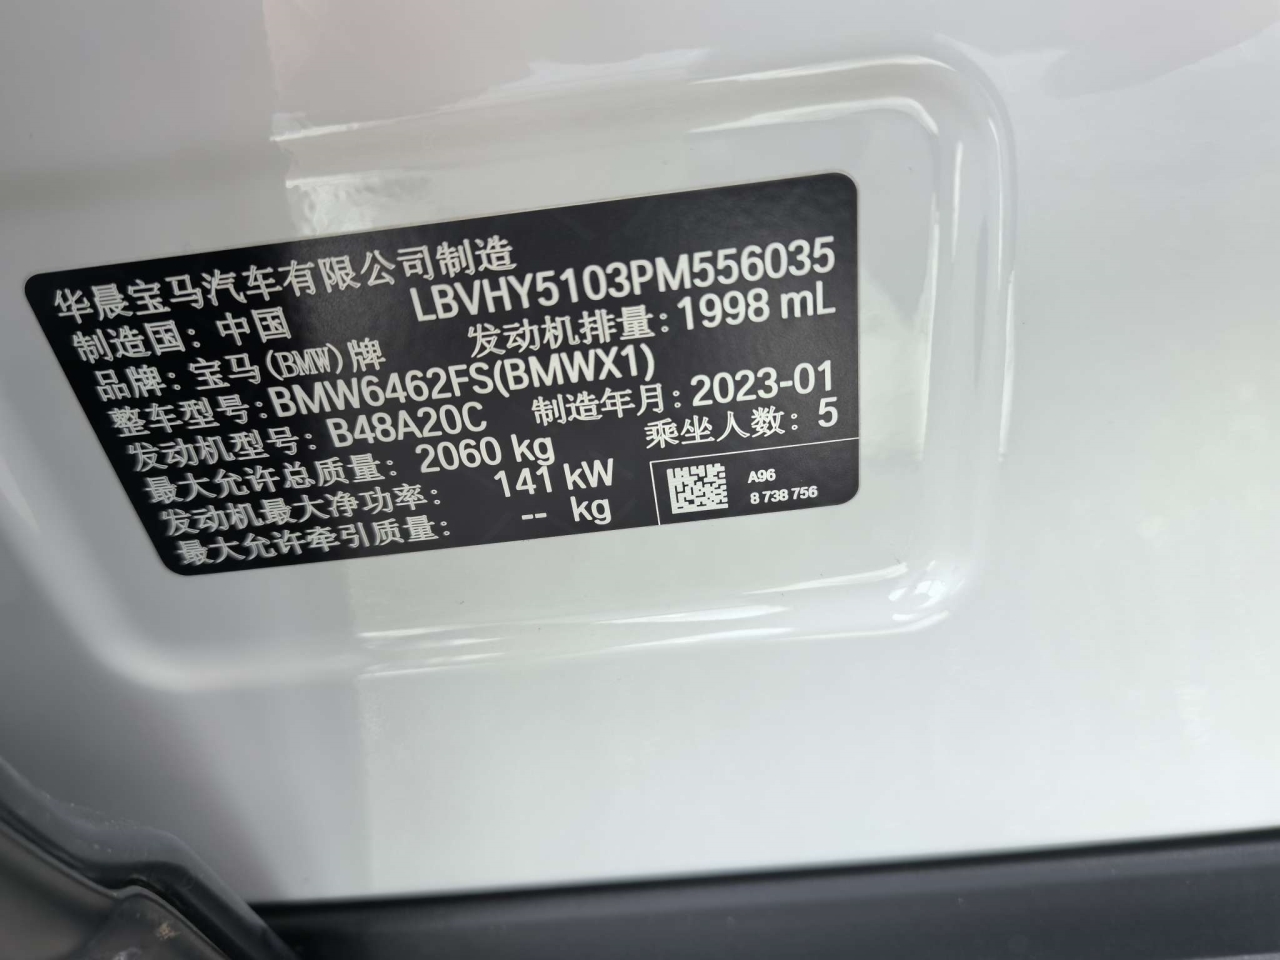 华晨宝马汽车有限公司制造
制造国：中国 LBVHY5103PM556035
品牌：宝马(BMW)牌 发动机排量：1998 mL
整车型号：BMW6462FS(BMWX1)
发动机型号：B48A20C 制造年月：2023-01
最大允许总质量：2060 kg 乘坐人数：5
发动机最大净功率：141 kW
最大允许牵引质量：-- kg
A96
8 738 756